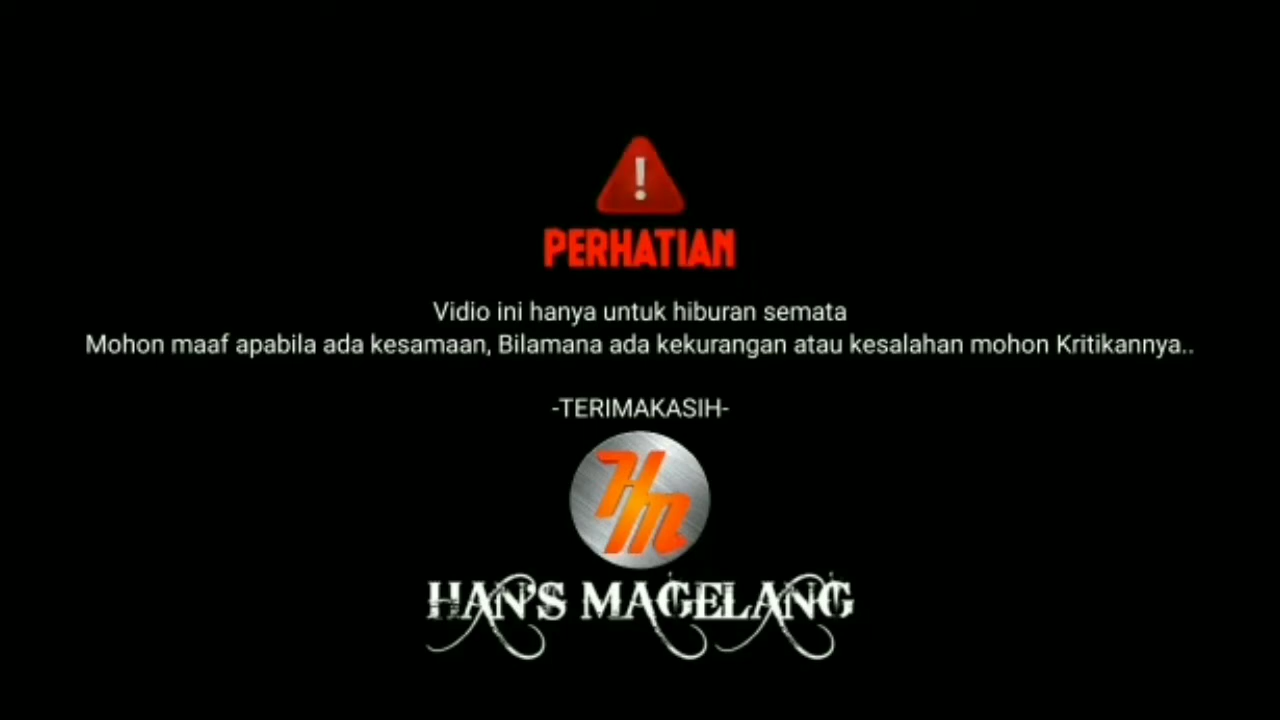 !
PERHATIAN
Vidio ini hanya untuk hiburan semata
Mohon maaf apabila ada kesamaan, Bilamana ada kekurangan atau kesalahan mohon Kritikannya..
-TERIMAKASIH-
Hm
HAN'S MAGELANG